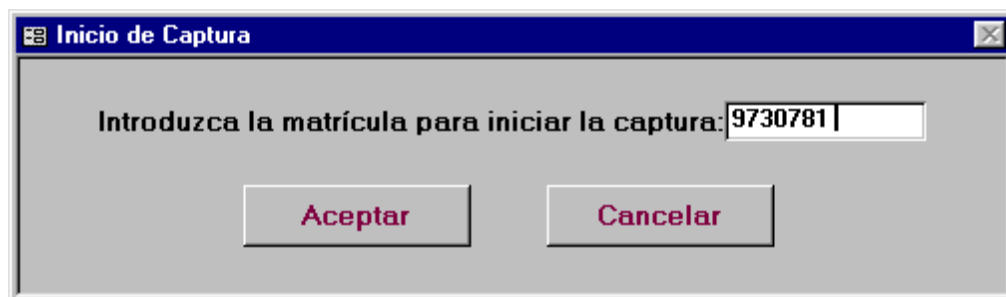 Inicio de Captura
Introduzca la matrícula para iniciar la captura: 9730781
Aceptar Cancelar